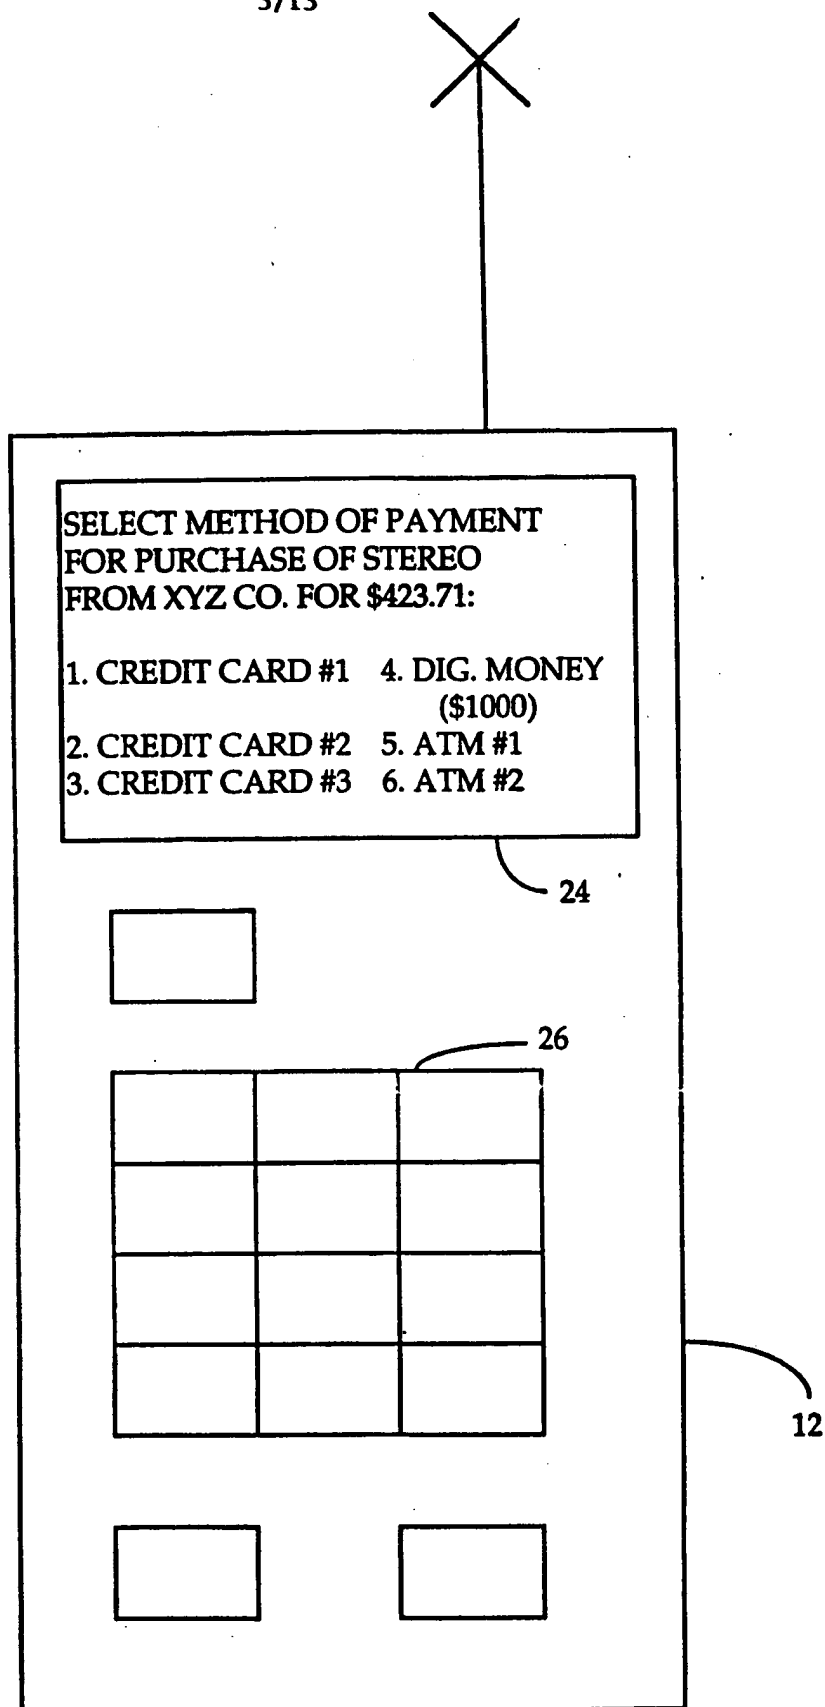 SELECT METHOD OF PAYMENT
FOR PURCHASE OF STEREO
FROM XYZ CO. FOR $423.71:
1. CREDIT CARD #1 4. DIG. MONEY
($1000)
2. CREDIT CARD #2 5. ATM #1
3. CREDIT CARD #3 6. ATM #2
24
26
12